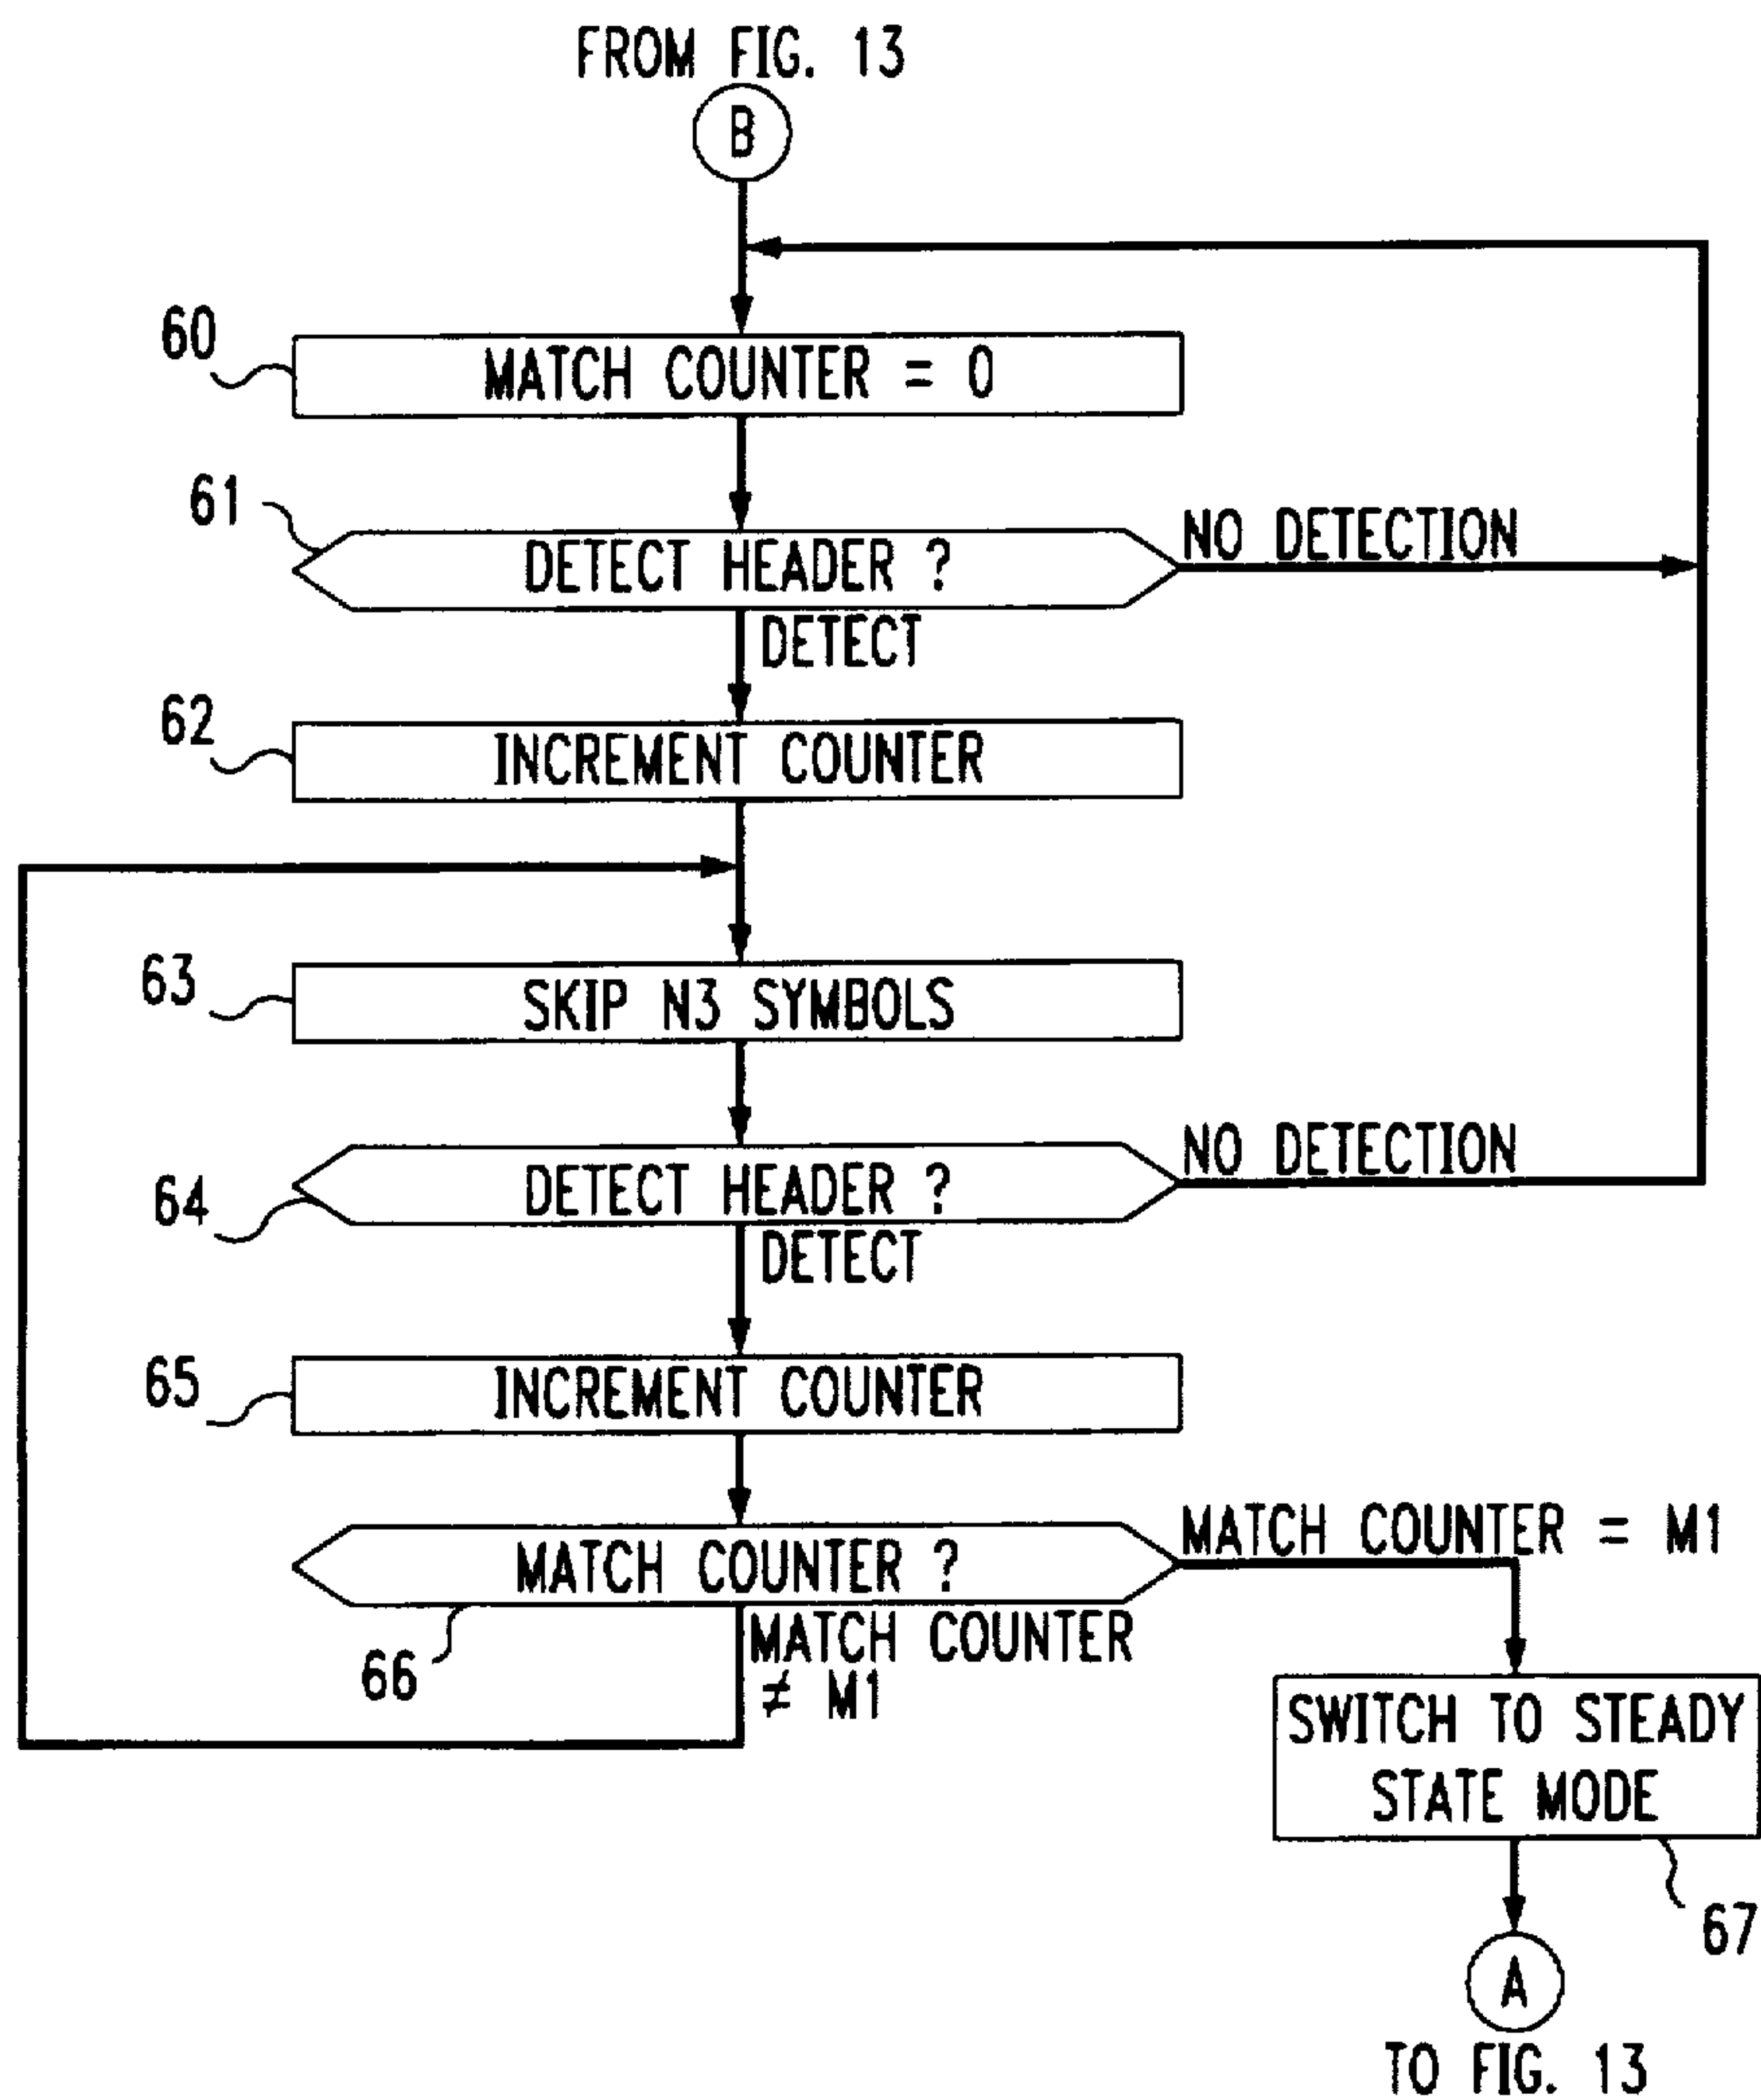 FROM FIG. 13
B
60
MATCH COUNTER = 0
61
DETECT HEADER ?
NO DETECTION
DETECT
62
INCREMENT COUNTER
63
SKIP N3 SYMBOLS
64
DETECT HEADER ?
NO DETECTION
DETECT
65
INCREMENT COUNTER
MATCH COUNTER ?
MATCH COUNTER = M1
66
MATCH COUNTER
≠ M1
SWITCH TO STEADY
STATE MODE
67
A
TO FIG. 13